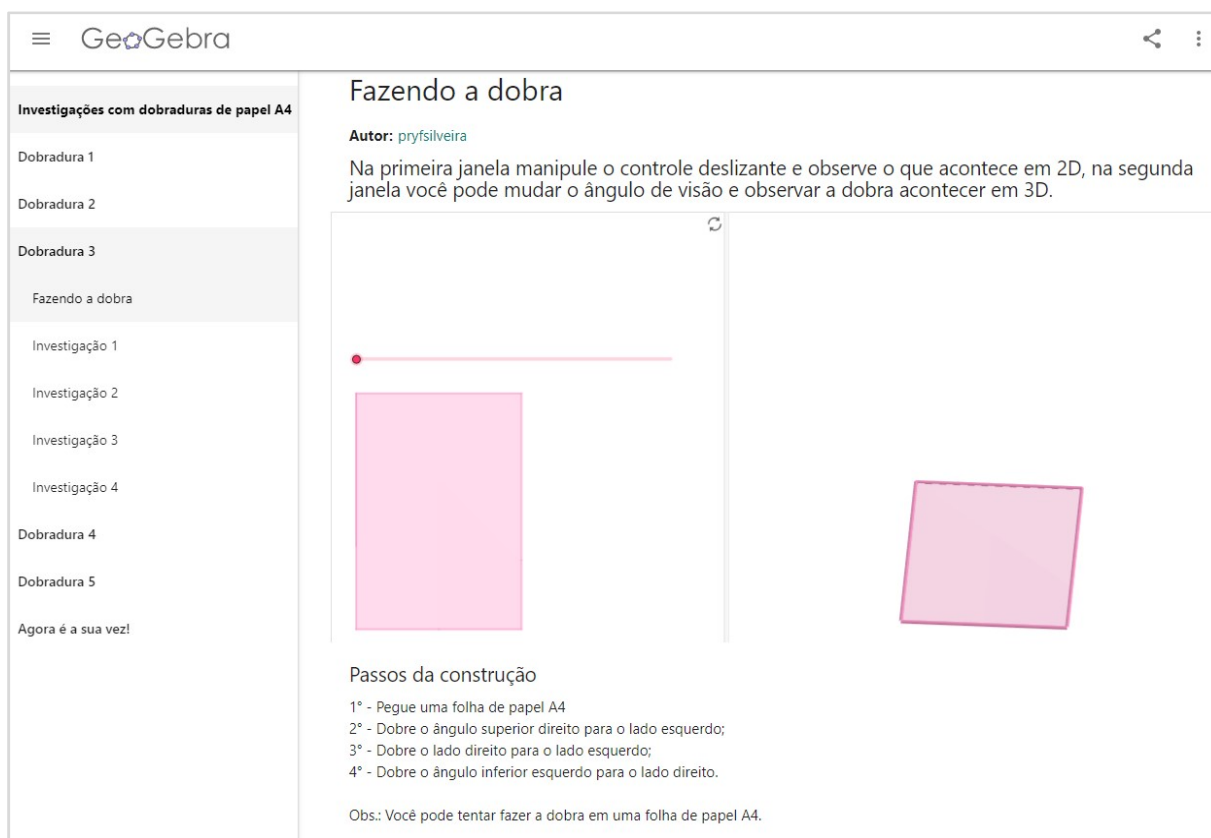 GeoGebra
Investigações com dobraduras de papel A4
Dobradura 1
Dobradura 2
Dobradura 3
Fazendo a dobra
Investigação 1
Investigação 2
Investigação 3
Investigação 4
Dobradura 4
Dobradura 5
Agora é a sua vez!
Fazendo a dobra
Autor: pryfsilveira
Na primeira janela manipule o controle deslizante e observe o que acontece em 2D, na segunda
janela você pode mudar o ângulo de visão e observar a dobra acontecer em 3D.
Passos da construção
1° - Pegue uma folha de papel A4
2° - Dobre o ângulo superior direito para o lado esquerdo;
3° - Dobre o lado direito para o lado esquerdo;
4° - Dobre o ângulo inferior esquerdo para o lado direito.
Obs.: Você pode tentar fazer a dobra em uma folha de papel A4.